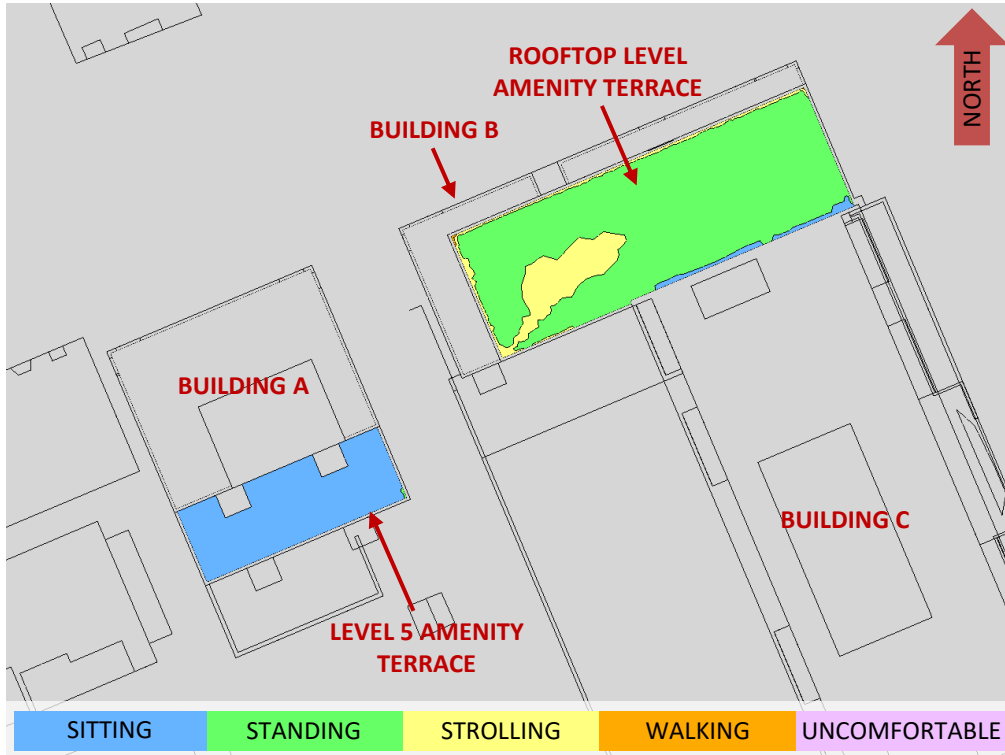 ROOFTOP LEVEL
AMENITY TERRACE
NORTH
BUILDING B
BUILDING A
BUILDING C
LEVEL 5 AMENITY
TERRACE
SITTING
STANDING
STROLLING
WALKING
UNCOMFORTABLE